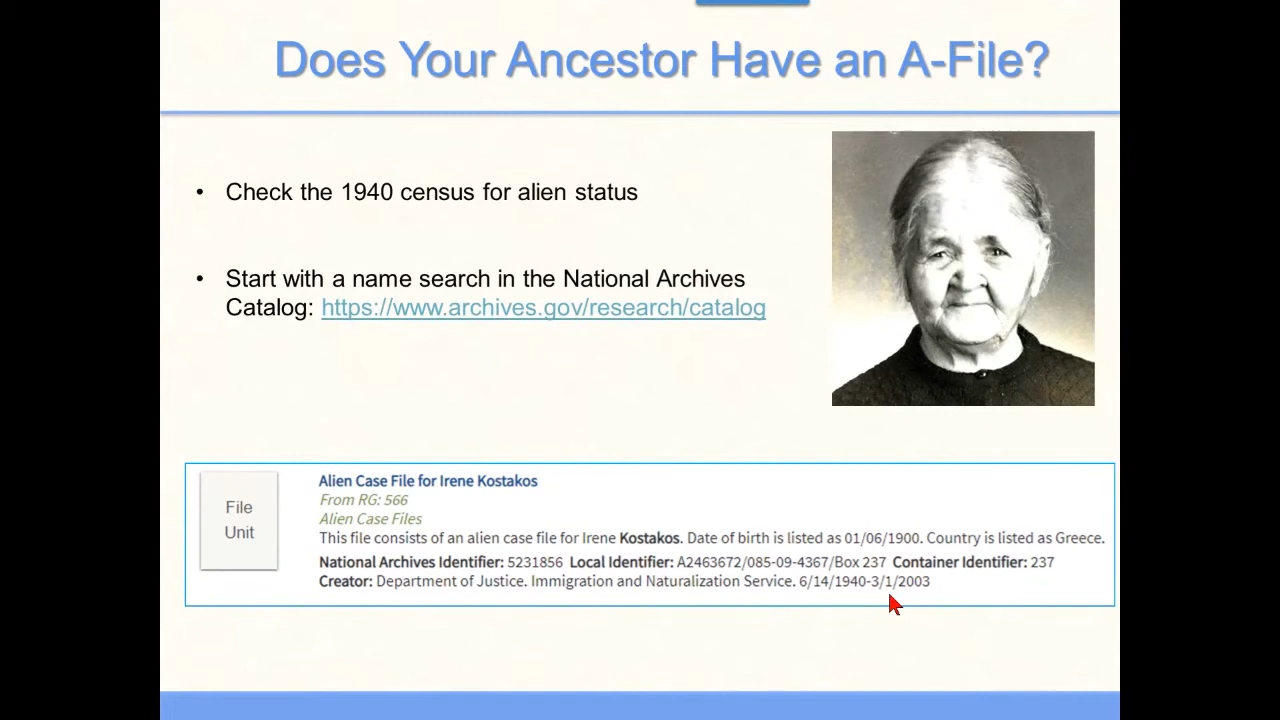 Does Your Ancestor Have an A-File?
• Check the 1940 census for alien status
• Start with a name search in the National Archives
Catalog: https://www.archives.gov/research/catalog
File
Unit
Alien Case File for Irene Kostakos
From RG: 566
Alien Case Files
This file consists of an alien case file for Irene Kostakos. Date of birth is listed as 01/06/1900. Country is listed as Greece.
National Archives Identifier: 5231856 Local Identifier: A2463672/085-09-4367/Box 237 Container Identifier: 237
Creator: Department of Justice. Immigration and Naturalization Service. 6/14/1940-3/1/2003